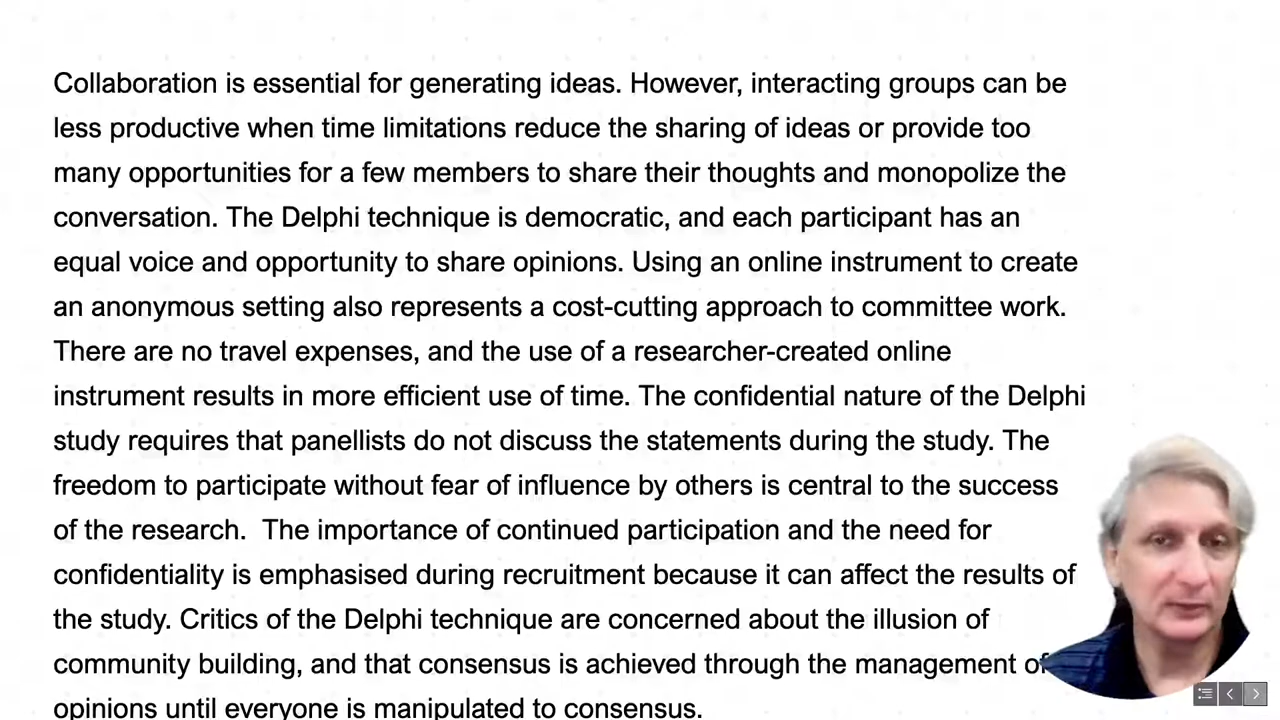 Collaboration is essential for generating ideas. However, interacting groups can be
less productive when time limitations reduce the sharing of ideas or provide too
many opportunities for a few members to share their thoughts and monopolize the
conversation. The Delphi technique is democratic, and each participant has an
equal voice and opportunity to share opinions. Using an online instrument to create
an anonymous setting also represents a cost-cutting approach to committee work.
There are no travel expenses, and the use of a researcher-created online
instrument results in more efficient use of time. The confidential nature of the Delphi
study requires that panellists do not discuss the statements during the study. The
freedom to participate without fear of influence by others is central to the success
of the research.  The importance of continued participation and the need for
confidentiality is emphasised during recruitment because it can affect the results of
the study. Critics of the Delphi technique are concerned about the illusion of
community building, and that consensus is achieved through the management of
opinions until everyone is manipulated to consensus.